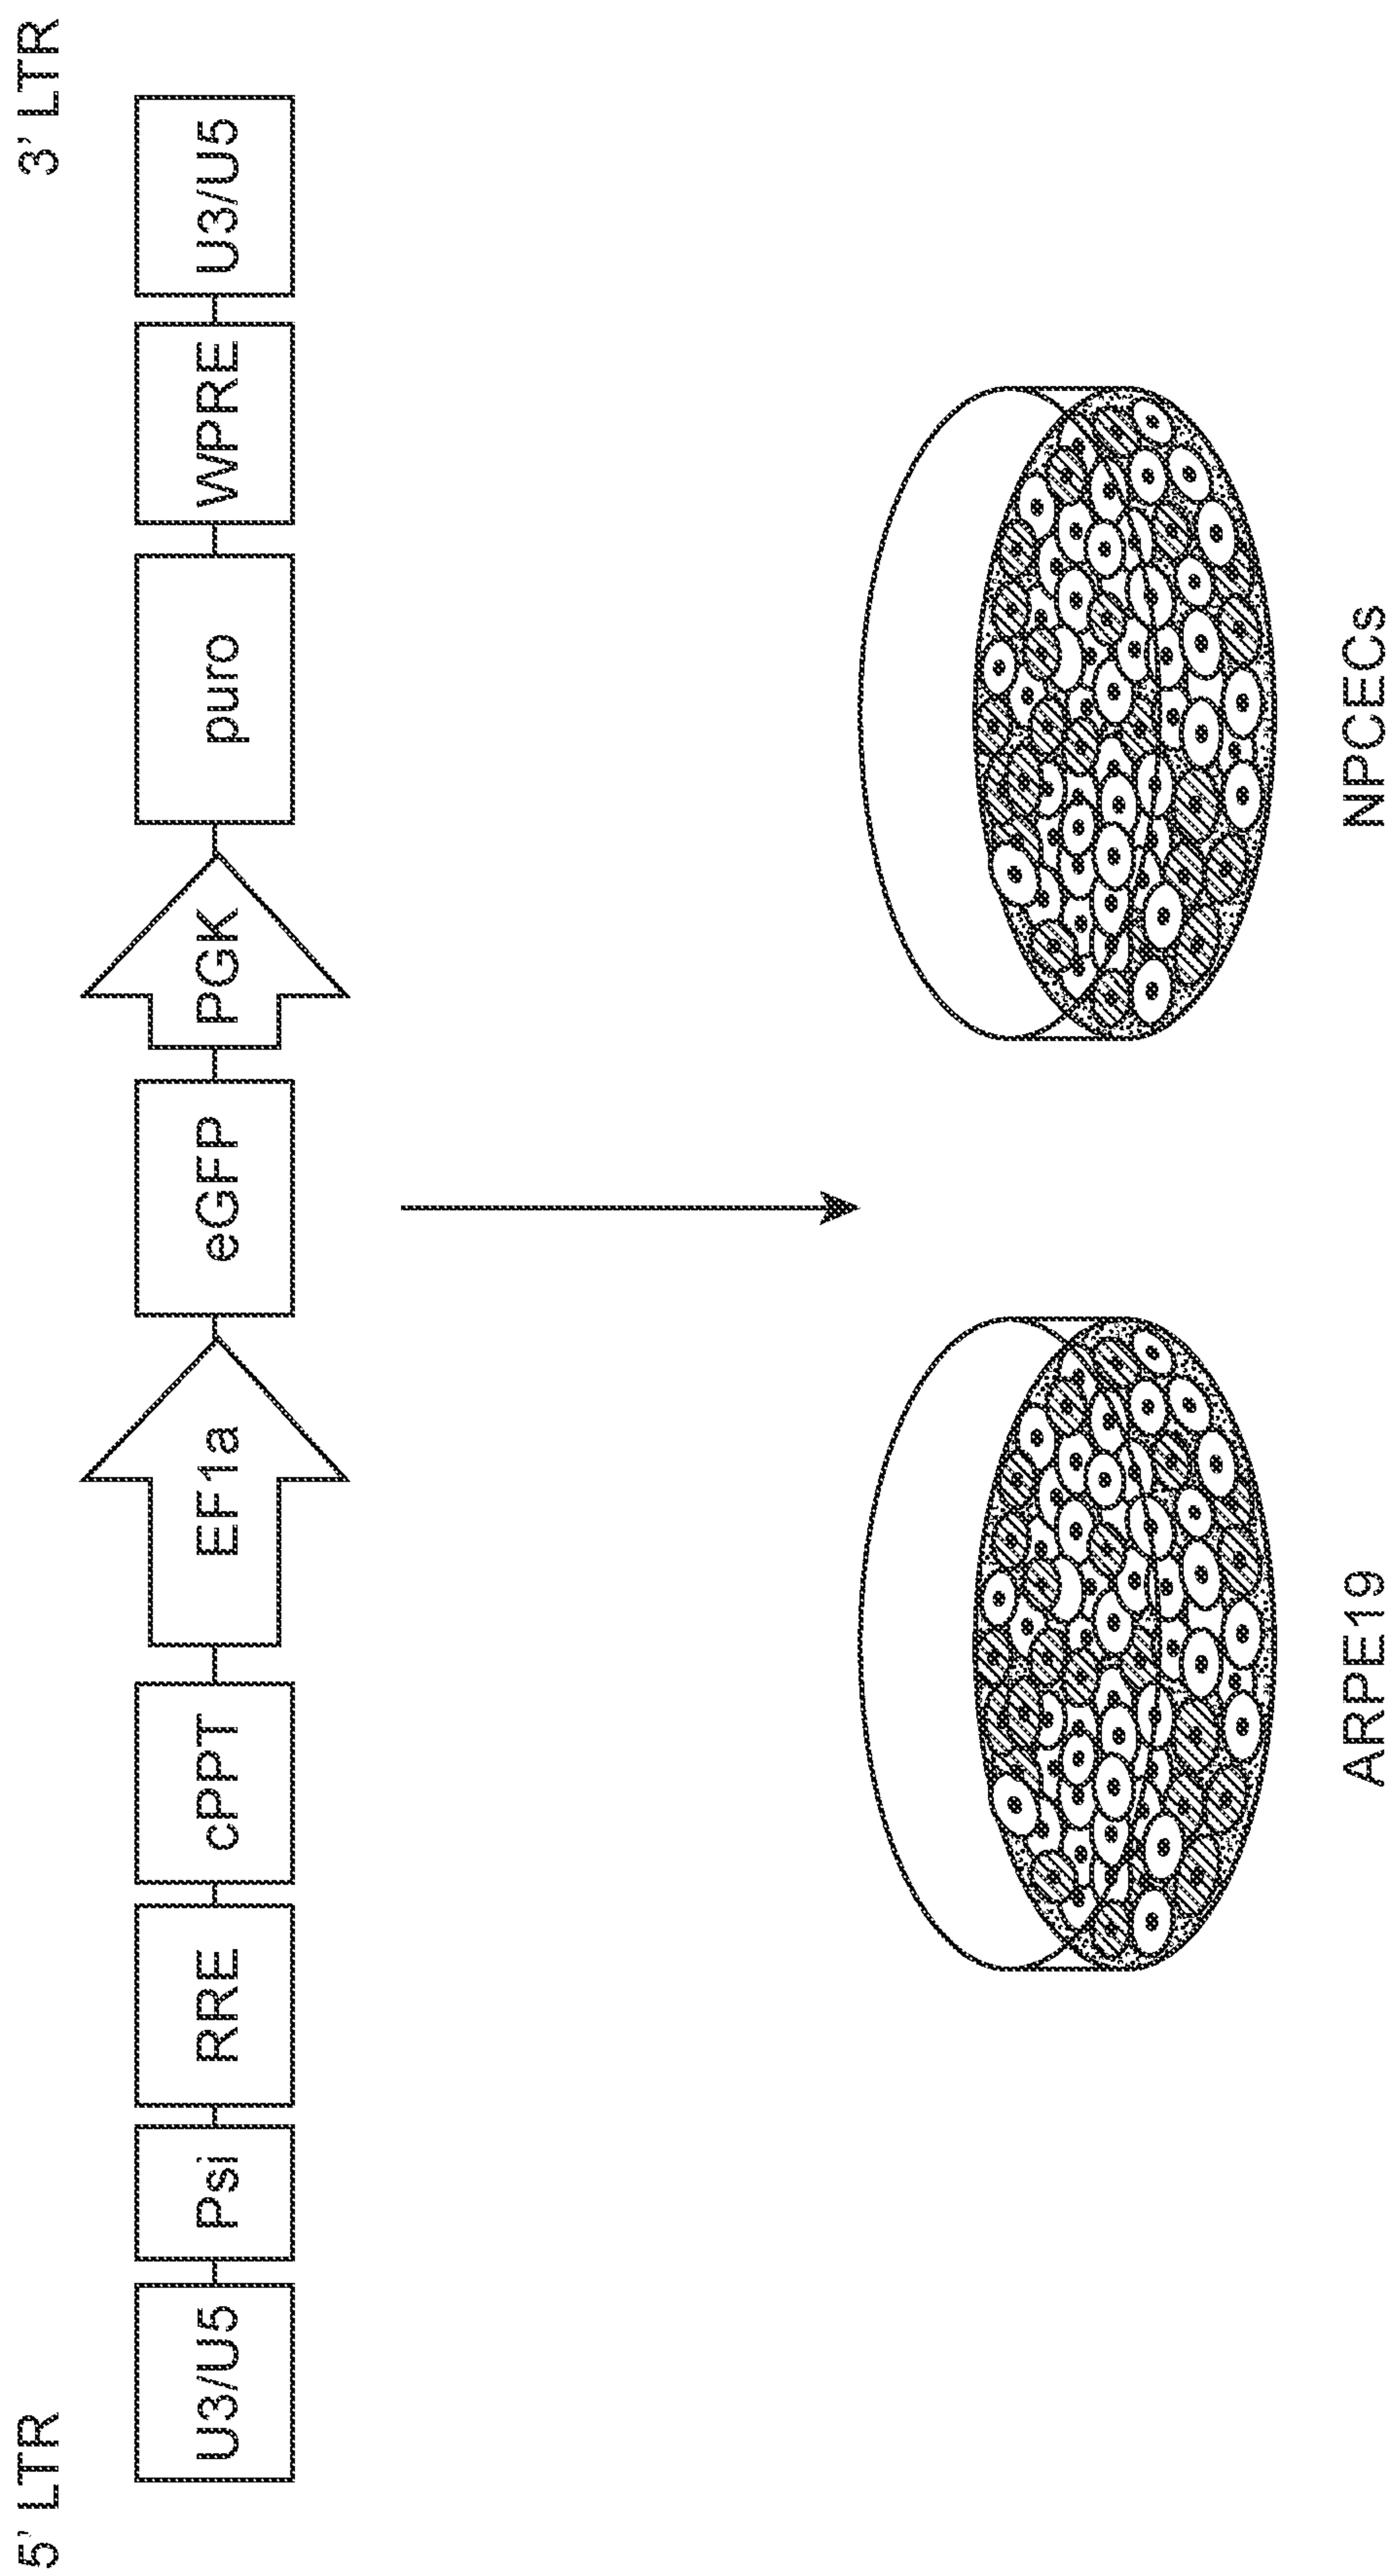 5' LTR
3' LTR
U3/U5
Psi
RRE
cPPT
EF1a
eGFP
PGK
puro
WPRE
U3/U5
ARPE19
NPCECs